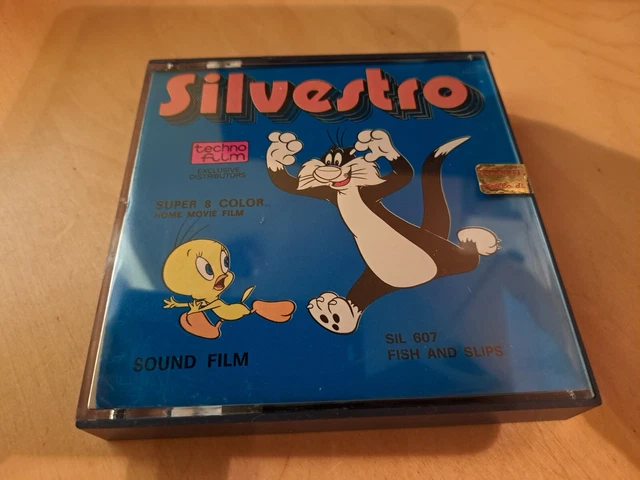 Silvestro
techno
film
EXCLUSIVE
DISTRIBUTORS
SUPER 8 COLOR
HOME MOVIE FILM
SOUND FILM
SIL 607
FISH AND SLIPS